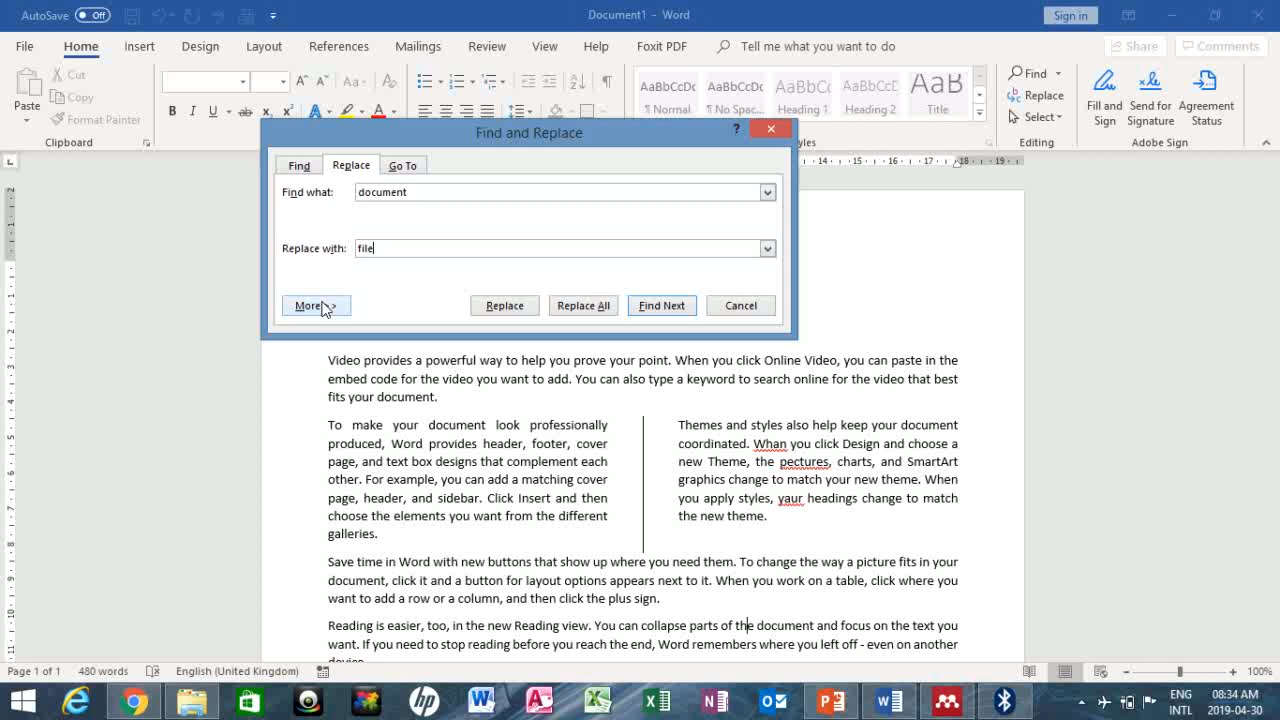 AutoSave Off Document1 - Word Sign in
File Home Insert Design Layout References Mailings Review View Help Foxit PDF Tell me what you want to do Share Comments
Paste Cut Copy Format Painter
B I U ab x₂ x² A Aa
AaBbCcDc ¶ Normal AaBbCcDc ¶ No Spac... AaBbCc Heading 1 AaBbCcD Heading 2 AaB Title
Find Replace Select
Fill and Sign Send for Signature Agreement Status
Clipboard yles Editing Adobe Sign
Find and Replace
Find Replace Go To
Find what: document
Replace with: file
More >> Replace Replace All Find Next Cancel
14 15 16 17 18 19
Video provides a powerful way to help you prove your point. When you click Online Video, you can paste in the
embed code for the video you want to add. You can also type a keyword to search online for the video that best
fits your document.
To make your document look professionally
produced, Word provides header, footer, cover
page, and text box designs that complement each
other. For example, you can add a matching cover
page, header, and sidebar. Click Insert and then
choose the elements you want from the different
galleries.
Themes and styles also help keep your document
coordinated. Whan you click Design and choose a
new Theme, the pectures, charts, and SmartArt
graphics change to match your new theme. When
you apply styles, yaur headings change to match
the new theme.
Save time in Word with new buttons that show up where you need them. To change the way a picture fits in your
document, click it and a button for layout options appears next to it. When you work on a table, click where you
want to add a row or a column, and then click the plus sign.
Reading is easier, too, in the new Reading view. You can collapse parts of the document and focus on the text you
want. If you need to stop reading before you reach the end, Word remembers where you left off - even on another
device.
Page 1 of 1 480 words English (United Kingdom) 100%
ENG 08:34 AM
INTL 2019-04-30